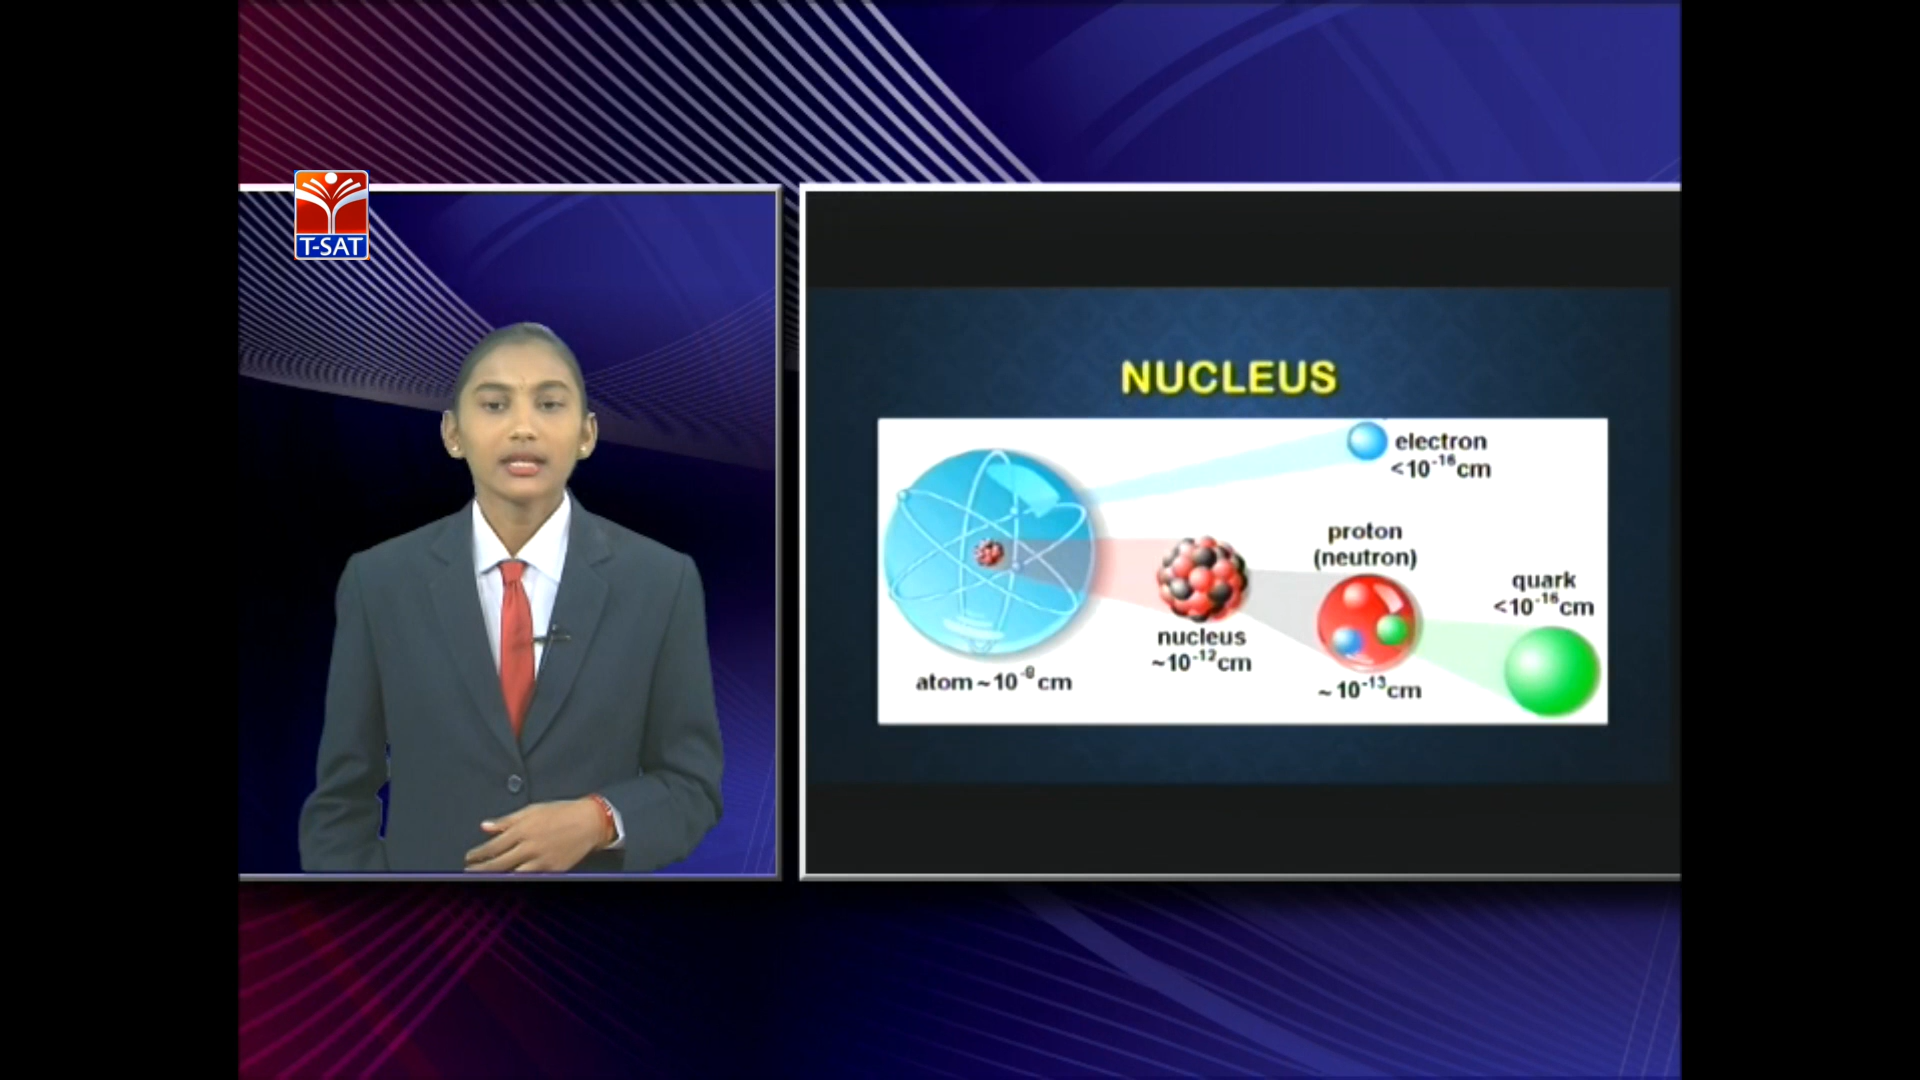 T-SAT
NUCLEUS
electron
<10⁻¹⁶cm
proton
(neutron)
quark
<10⁻¹⁶cm
nucleus
~10⁻¹²cm
atom~10⁻⁸cm
~10⁻¹³cm